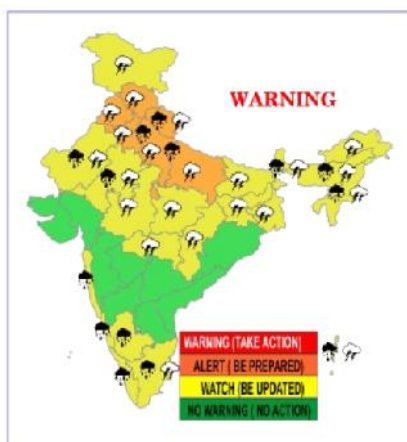 WARNING
WARNING (TAKE ACTION)
ALERT ( BE PREPARED)
WATCH (BE UPDATED)
NO WARNING ( NO ACTION)